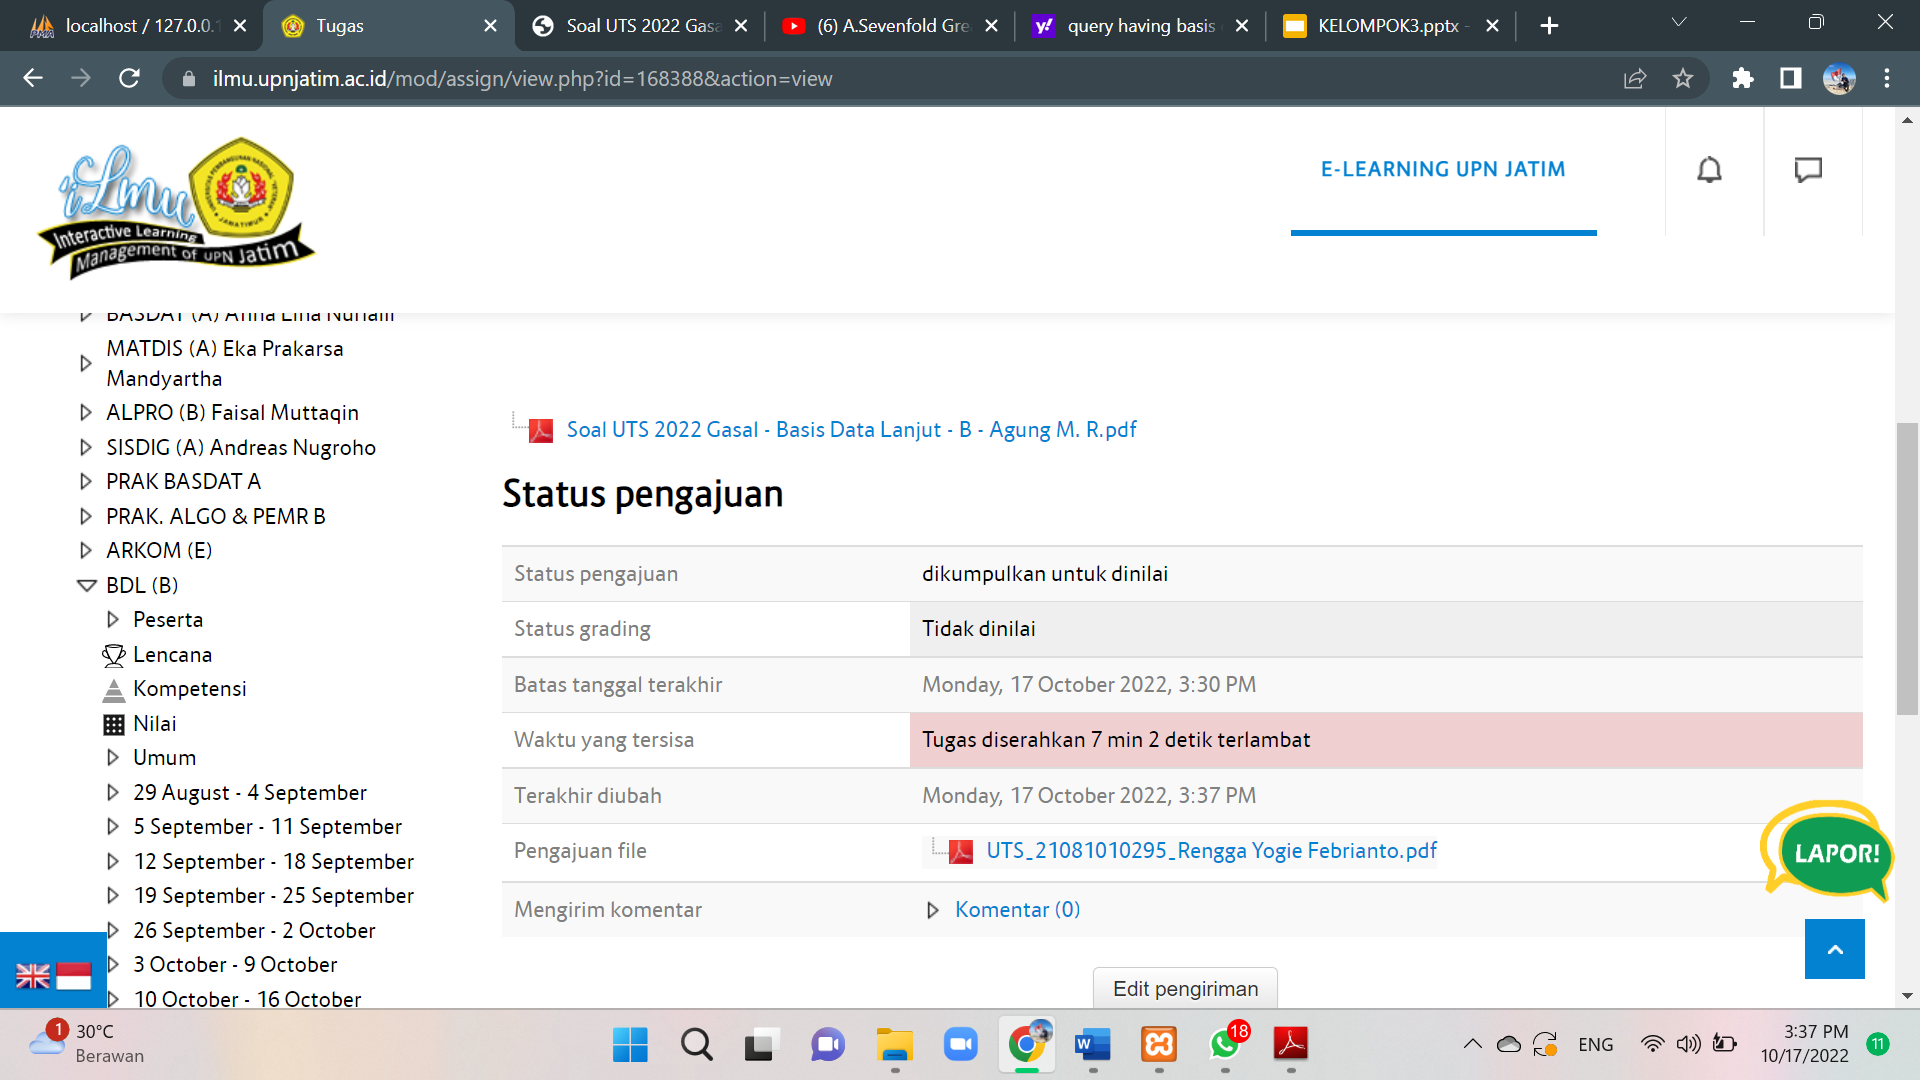 localhost / 127.0.0.1
Tugas
Soal UTS 2022 Gasa
(6) A.Sevenfold Gre
query having basis
KELOMPOK3.pptx -
ilmu.upnjatim.ac.id/mod/assign/view.php?id=168388&action=view
iLmu
Interactive Learning
Management of UPN Jatim
E-LEARNING UPN JATIM
BASDAT (A) Anna Lina Nurlaili
MATDIS (A) Eka Prakarsa
Mandyartha
ALPRO (B) Faisal Muttaqin
SISDIG (A) Andreas Nugroho
PRAK BASDAT A
PRAK. ALGO & PEMR B
ARKOM (E)
BDL (B)
Peserta
Lencana
Kompetensi
Nilai
Umum
29 August - 4 September
5 September - 11 September
12 September - 18 September
19 September - 25 September
26 September - 2 October
3 October - 9 October
10 October - 16 October
Soal UTS 2022 Gasal - Basis Data Lanjut - B - Agung M. R.pdf
Status pengajuan
Status pengajuan dikumpulkan untuk dinilai
Status grading Tidak dinilai
Batas tanggal terakhir Monday, 17 October 2022, 3:30 PM
Waktu yang tersisa Tugas diserahkan 7 min 2 detik terlambat
Terakhir diubah Monday, 17 October 2022, 3:37 PM
Pengajuan file UTS_21081010295_Rengga Yogie Febrianto.pdf
Mengirim komentar Komentar (0)
LAPOR!
Edit pengiriman
1
30°C
Berawan
18
ENG
3:37 PM
10/17/2022
11